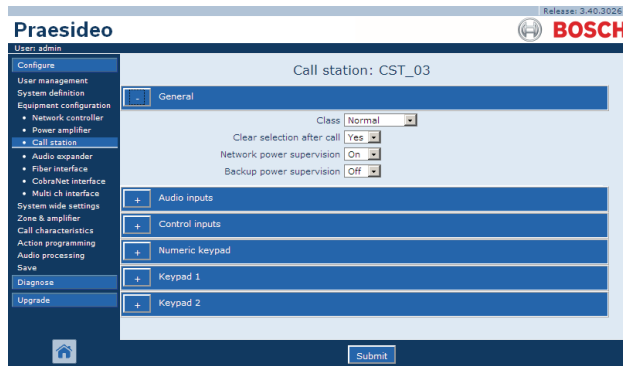 Release: 3.40.3026
Praesideo
BOSCH
User: admin
Configure
User management
System definition
Equipment configuration
• Network controller
• Power amplifier
• Call station
• Audio expander
• Fiber interface
• CobraNet interface
• Multi ch interface
System wide settings
Zone & amplifier
Call characteristics
Action programming
Audio processing
Save
Diagnose
Upgrade
Call station: CST_03
- General
Class Normal
Clear selection after call Yes
Network power supervision On
Backup power supervision Off
+ Audio inputs
+ Control inputs
+ Numeric keypad
+ Keypad 1
+ Keypad 2
Submit